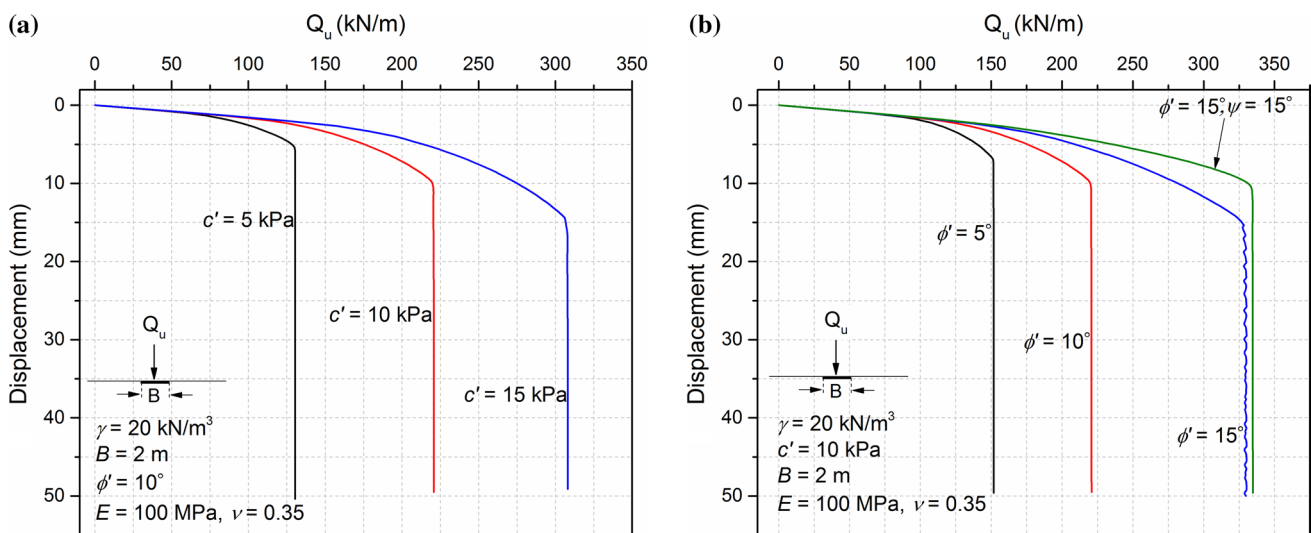 (a)
Qu (kN/m)
0 50 100 150 200 250 300 350
0
10
20
30
40
50
Displacement (mm)
c′ = 5 kPa
c′ = 10 kPa
c′ = 15 kPa
Qu
B
γ = 20 kN/m³
B = 2 m
ϕ′ = 10°
E = 100 MPa, ν = 0.35
(b)
Qu (kN/m)
0 50 100 150 200 250 300 350
0
10
20
30
40
50
Displacement (mm)
ϕ′ = 15°, ψ = 15°
ϕ′ = 5°
ϕ′ = 10°
ϕ′ = 15°
Qu
B
γ = 20 kN/m³
c′ = 10 kPa
B = 2 m
E = 100 MPa, ν = 0.35